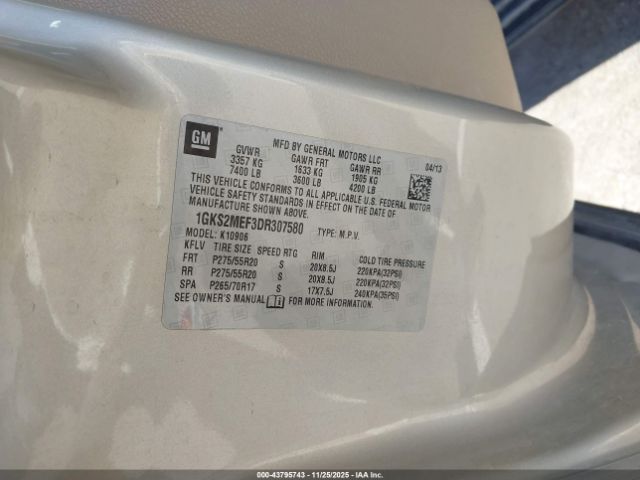 GM
MFD BY GENERAL MOTORS LLC
04/13
GVWR GAWR FRT GAWR RR
3357 KG 1633 KG 1905 KG
7400 LB 3600 LB 4200 LB
THIS VEHICLE CONFORMS TO ALL APPLICABLE U.S. FEDERAL MOTOR
VEHICLE SAFETY STANDARDS IN EFFECT ON THE DATE OF
MANUFACTURE SHOWN ABOVE.
1GKS2MEF3DR307580 TYPE: M.P.V.
MODEL: K10906
KFLV TIRE SIZE SPEED RTG RIM COLD TIRE PRESSURE
FRT P275/55R20 S 20X8.5J 220KPA(32PSI)
RR P275/55R20 S 20X8.5J 220KPA(32PSI)
SPA P265/70R17 S 17X7.5J 240KPA(35PSI)
SEE OWNER'S MANUAL FOR MORE INFORMATION.
© 43795743 - 11/25/2025 - IAA Inc.